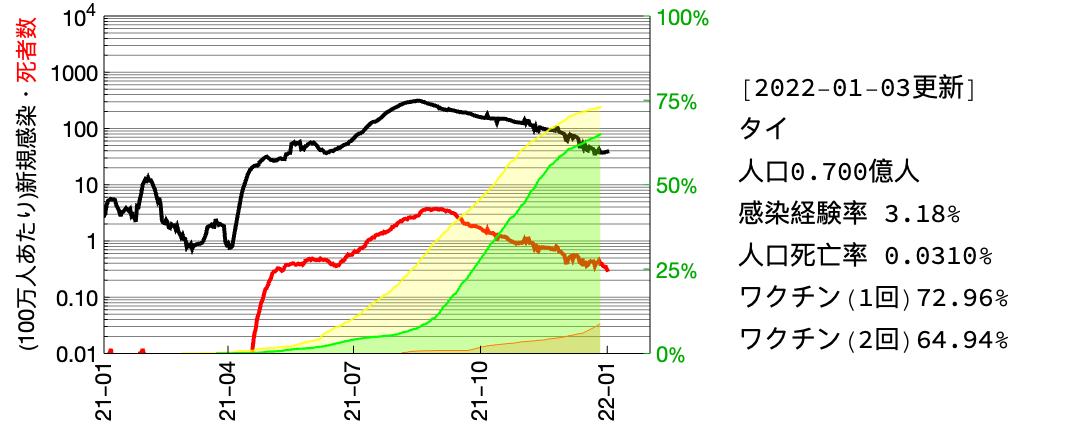 (100万人あたり)新規感染・死者数
10⁴
1000
100
10
1
0.10
0.01
100%
75%
50%
25%
0%
21-01
21-04
21-07
21-10
22-01
[2022-01-03更新]
タイ
人口0.700億人
感染経験率 3.18%
人口死亡率 0.0310%
ワクチン(1回)72.96%
ワクチン(2回)64.94%